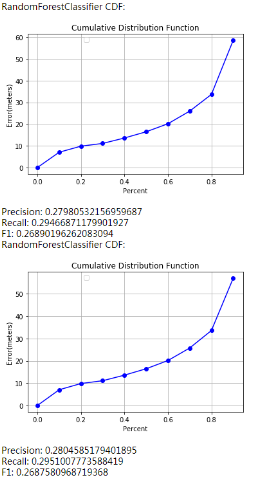 RandomForestClassifier CDF:
Cumulative Distribution Function
60
50
40
30
20
10
0
Error(meters)
0.0 0.2 0.4 0.6 0.8
Percent
Precision: 0.27980532156959687
Recall: 0.29466871179901927
F1: 0.26890196262083094
RandomForestClassifier CDF:
Cumulative Distribution Function
50
40
30
20
10
0
Error(meters)
0.0 0.2 0.4 0.6 0.8
Percent
Precision: 0.2804585179401895
Recall: 0.2951007773588419
F1: 0.2687580968719368